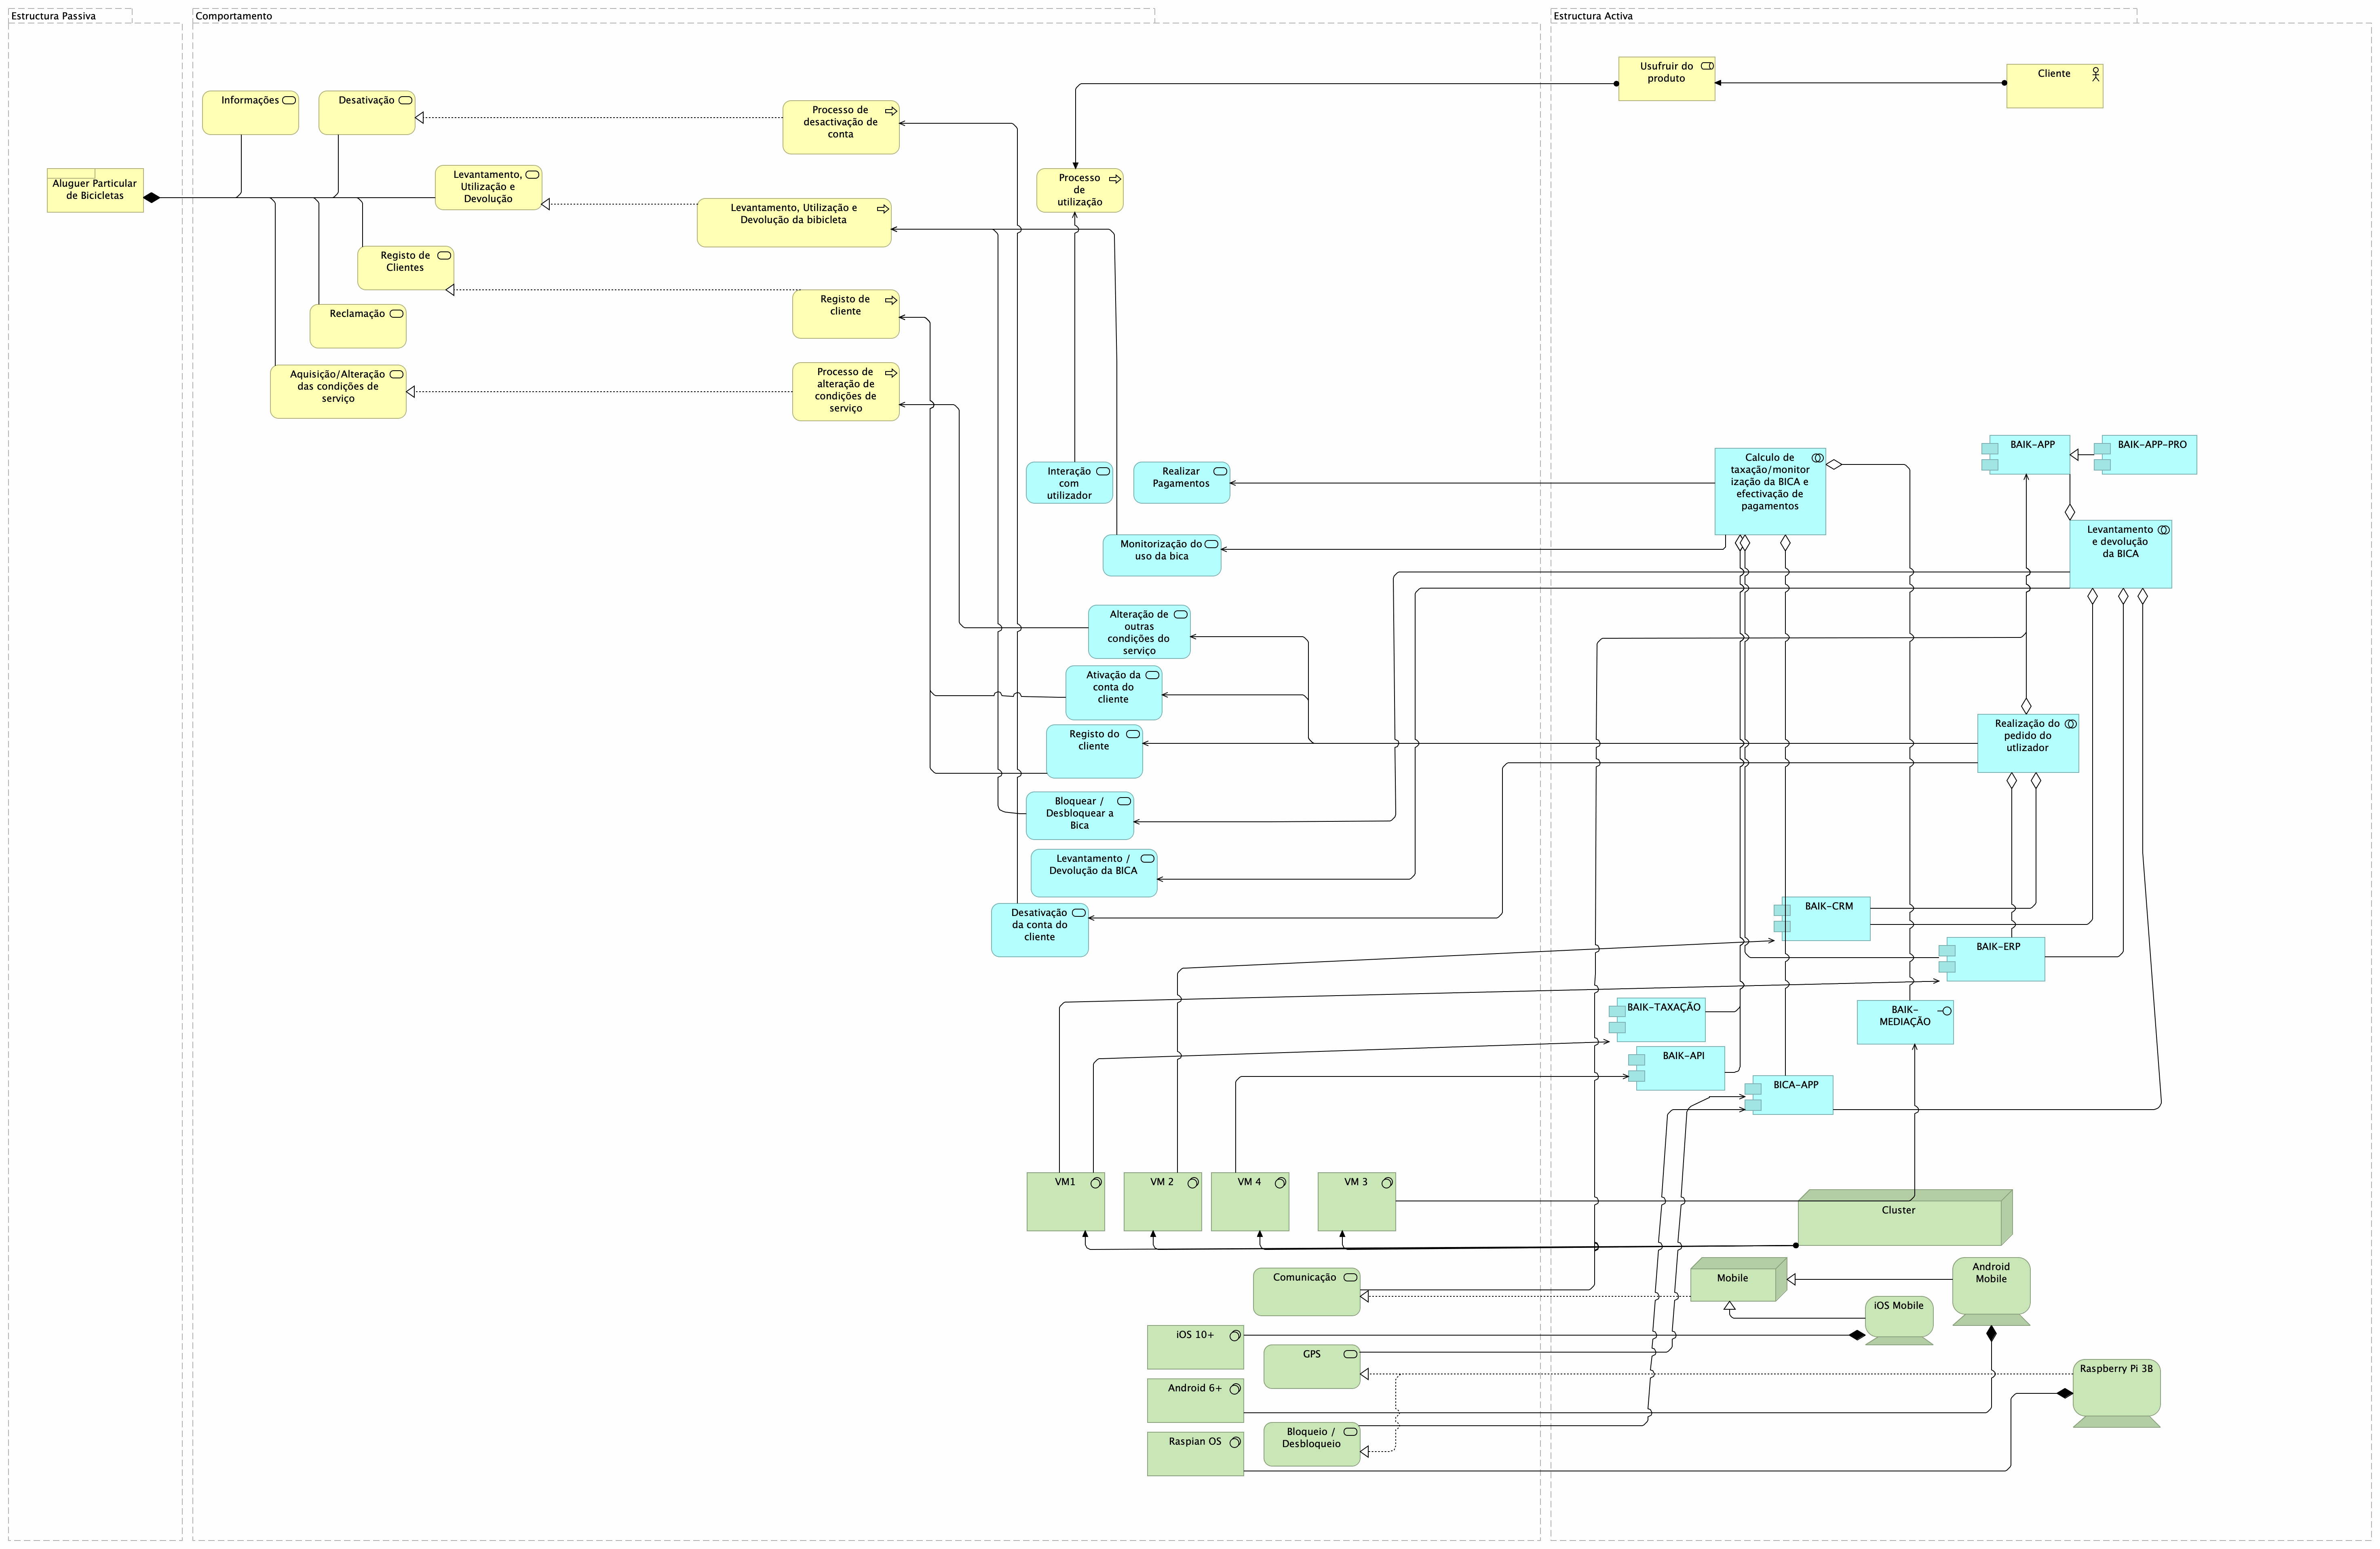 Estructura Passiva
Comportamento
Estructura Activa
Usufruir do
produto
Cliente
Informações
Desativação
Processo de
desactivação de
conta
Aluguer Particular
de Bicicletas
Levantamento,
Utilização e
Devolução
Processo
de
utilização
Levantamento, Utilização e
Devolução da bibicleta
Registo de
Clientes
Registo de
cliente
Reclamação
Aquisição/Alteração
das condições de
serviço
Processo de
alteração de
condições de
serviço
Interação
com
utilizador
Realizar
Pagamentos
Calculo de
taxação/monitor
ização da BICA e
efectivação de
pagamentos
BAIK-APP
BAIK-APP-PRO
Levantamento
e devolução
da BICA
Monitorização do
uso da bica
Alteração de
outras
condições do
serviço
Ativação da
conta do
cliente
Registo do
cliente
Realização do
pedido do
utlizador
Bloquear /
Desbloquear a
Bica
Levantamento /
Devolução da BICA
Desativação
da conta do
cliente
BAIK-CRM
BAIK-ERP
BAIK-TAXAÇÃO
BAIK-
MEDIAÇÃO
BAIK-API
BICA-APP
VM1
VM 2
VM 4
VM 3
Cluster
Comunicação
Mobile
Android
Mobile
iOS Mobile
iOS 10+
GPS
Raspberry Pi 3B
Android 6+
Bloqueio /
Desbloqueio
Raspian OS